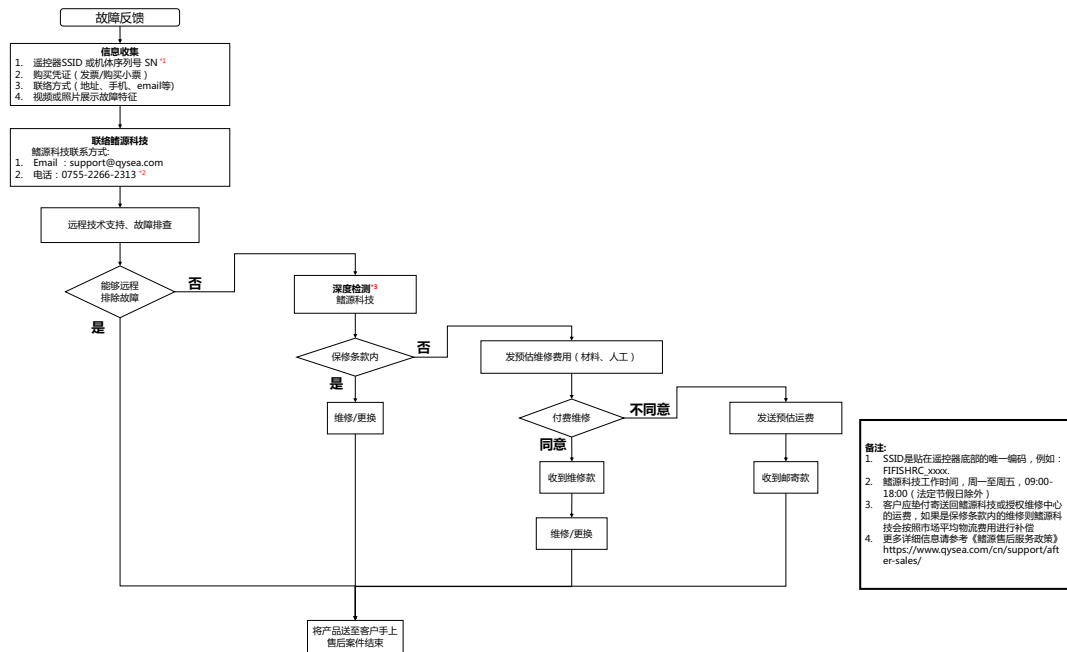 故障反馈
信息收集
1. 遥控器SSID 或机体序列号 SN *1
2. 购买凭证（发票/购买小票）
3. 联络方式（地址、手机、email等)
4. 视频或照片展示故障特征
联络鳍源科技
鳍源科技联系方式:
1. Email ：support@qysea.com
2. 电话：0755-2266-2313 *2
远程技术支持、故障排查
能够远程
排除故障
否
是
深度检测*3
鳍源科技
保修条款内
否
是
发预估维修费用（材料、人工）
维修/更换
付费维修
不同意
同意
发送预估运费
收到维修款
收到邮寄款
维修/更换
将产品送至客户手上
售后案件结束
备注:
1. SSID是贴在遥控器底部的唯一编码，例如：
FIFISHRC_xxxx.
2. 鳍源科技工作时间，周一至周五，09:00-
18:00（法定节假日除外）
3. 客户应垫付寄送回鳍源科技或授权维修中心
的运费，如果是保修条款内的维修则鳍源科
技会按照市场平均物流费用进行补偿
4. 更多详细信息请参考《鳍源售后服务政策》
https://www.qysea.com/cn/support/aft
er-sales/